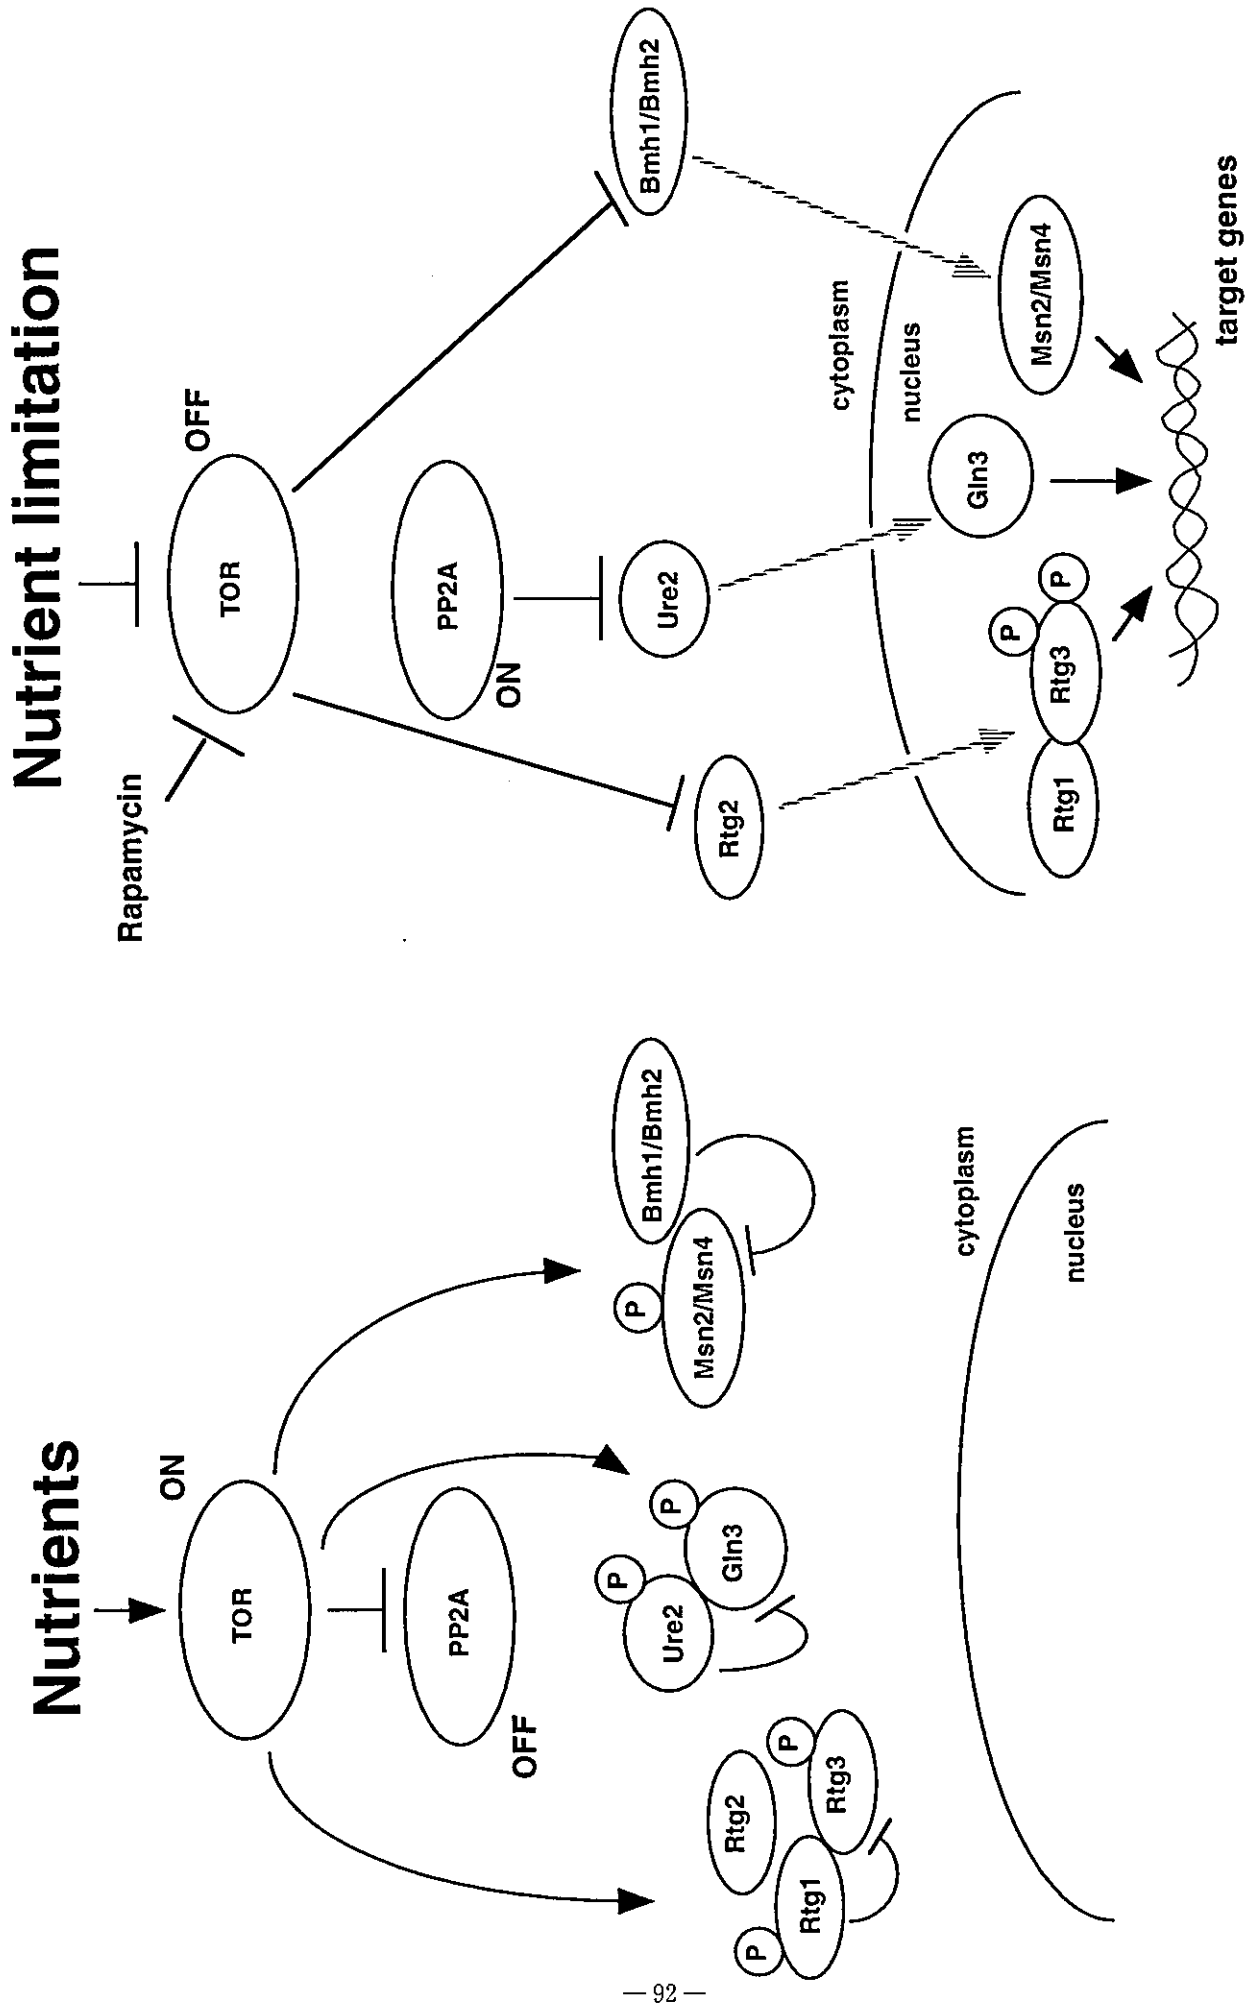 Nutrients
ON
TOR
PP2A
OFF
P
Ure2
P
Gln3
P
Msn2/Msn4
Bmh1/Bmh2
Rtg2
P
Rtg1
P
Rtg3
cytoplasm
nucleus
Nutrient limitation
Rapamycin
OFF
TOR
PP2A
ON
Ure2
Rtg2
Bmh1/Bmh2
cytoplasm
nucleus
Gln3
P
P
Rtg1
Rtg3
Msn2/Msn4
target genes
— 92 —